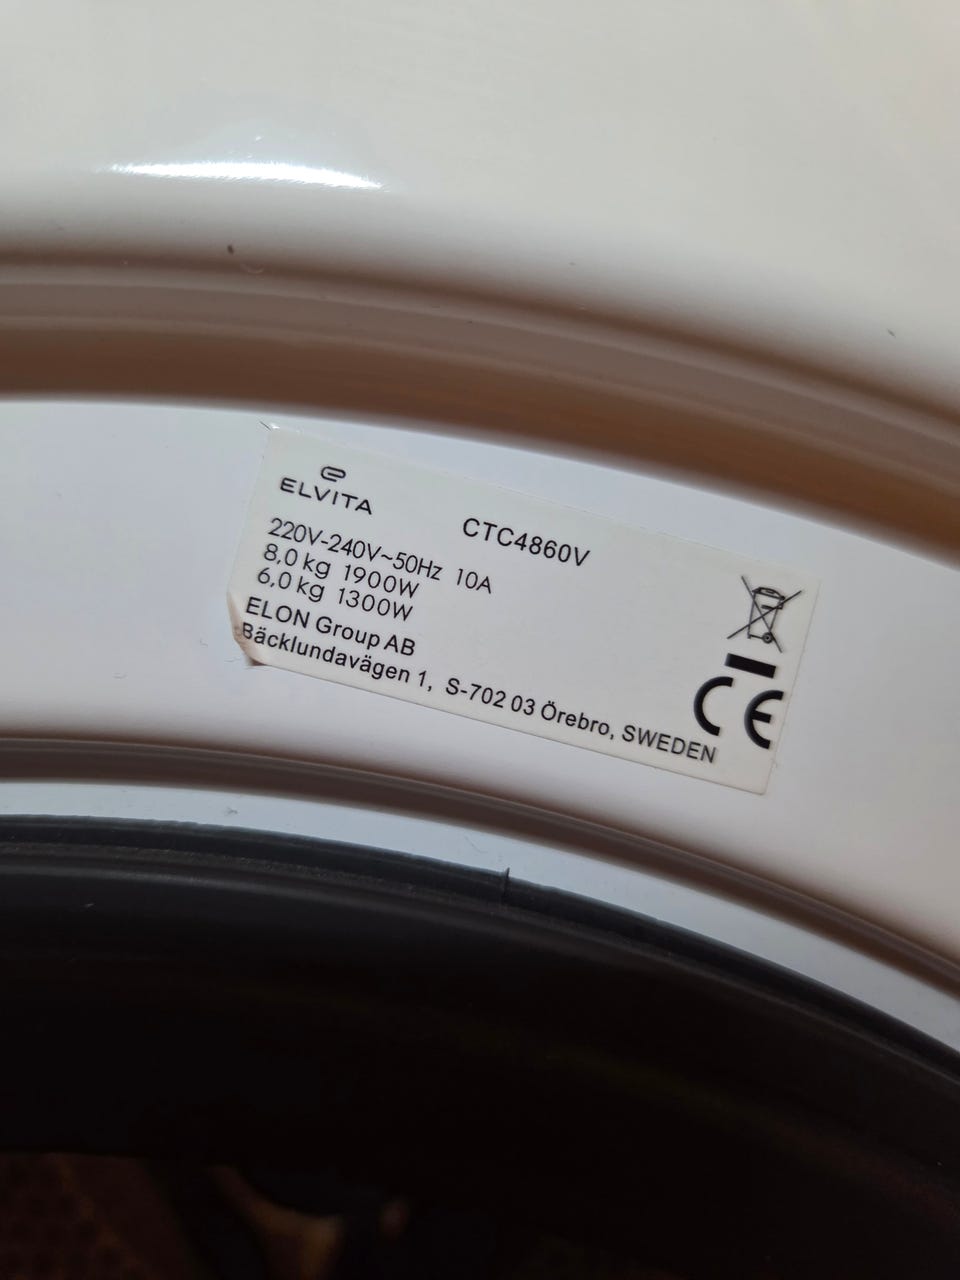 ELVITA
CTC4860V
220V-240V~50Hz 10A
8,0 kg 1900W
6,0 kg 1300W
ELON Group AB
Bäcklundavägen 1, S-702 03 Örebro, SWEDEN
CE